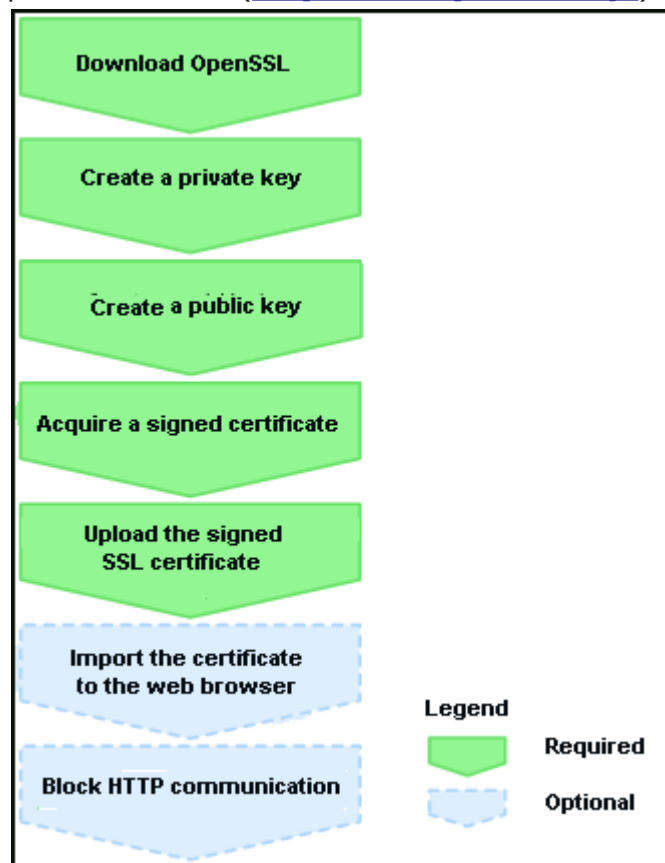 Download OpenSSL
Create a private key
Create a public key
Acquire a signed certificate
Upload the signed
SSL certificate
Import the certificate
to the web browser
Block HTTP communication
Legend
Required
Optional